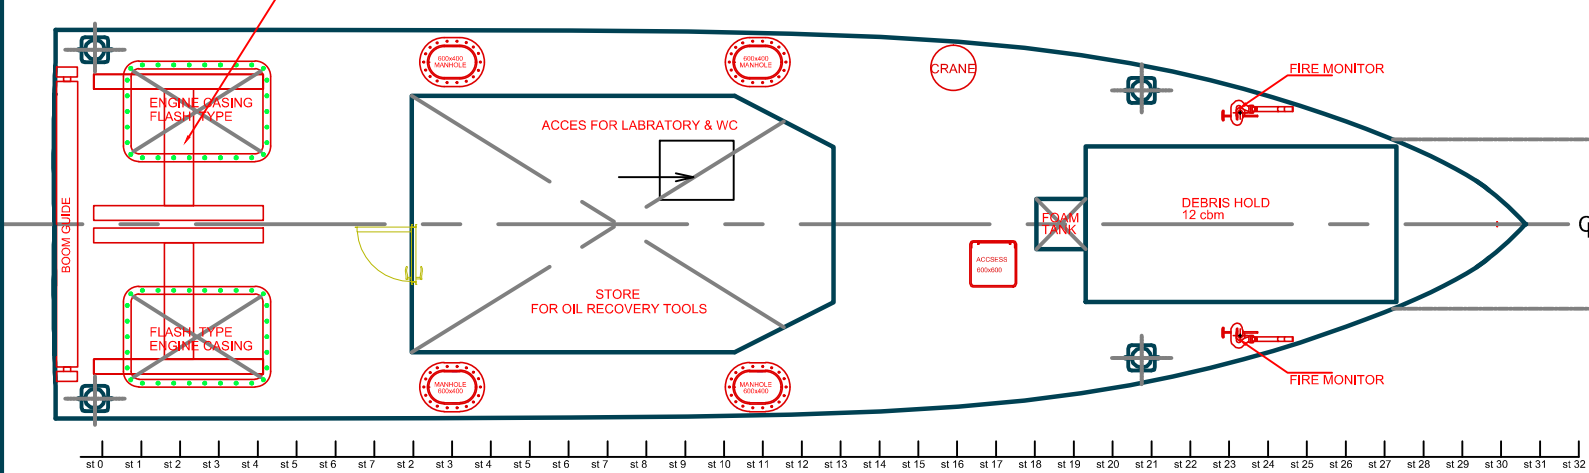 600x400
MANHOLE
600x400
MANHOLE
CRANE
FIRE MONITOR
ENGINE CASING
FLASH TYPE
ACCES FOR LABRATORY & WC
BOOM GUIDE
FOAM
TANK
DEBRIS HOLD
12 cbm
ACCSESS
600x600
STORE
FOR OIL RECOVERY TOOLS
FLASH TYPE
ENGINE CASING
MANHOLE
600x400
MANHOLE
600x400
FIRE MONITOR
st 0 st 1 st 2 st 3 st 4 st 5 st 6 st 7 st 2 st 3 st 4 st 5 st 6 st 7 st 8 st 9 st 10 st 11 st 12 st 13 st 14 st 15 st 16 st 17 st 18 st 19 st 20 st 21 st 22 st 23 st 24 st 25 st 26 st 27 st 28 st 29 st 30 st 31 st 32